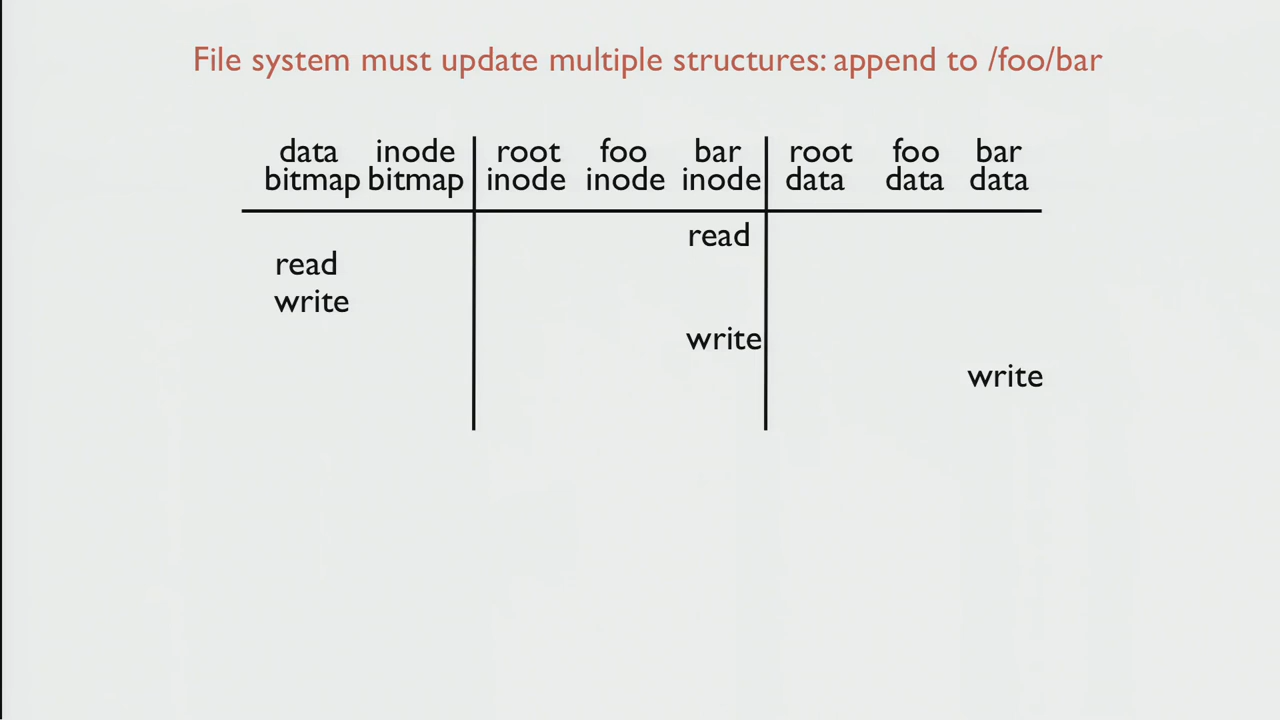 File system must update multiple structures: append to /foo/bar
data inode root foo bar root foo bar
bitmap bitmap inode inode inode data data data
read
read
write
write
write